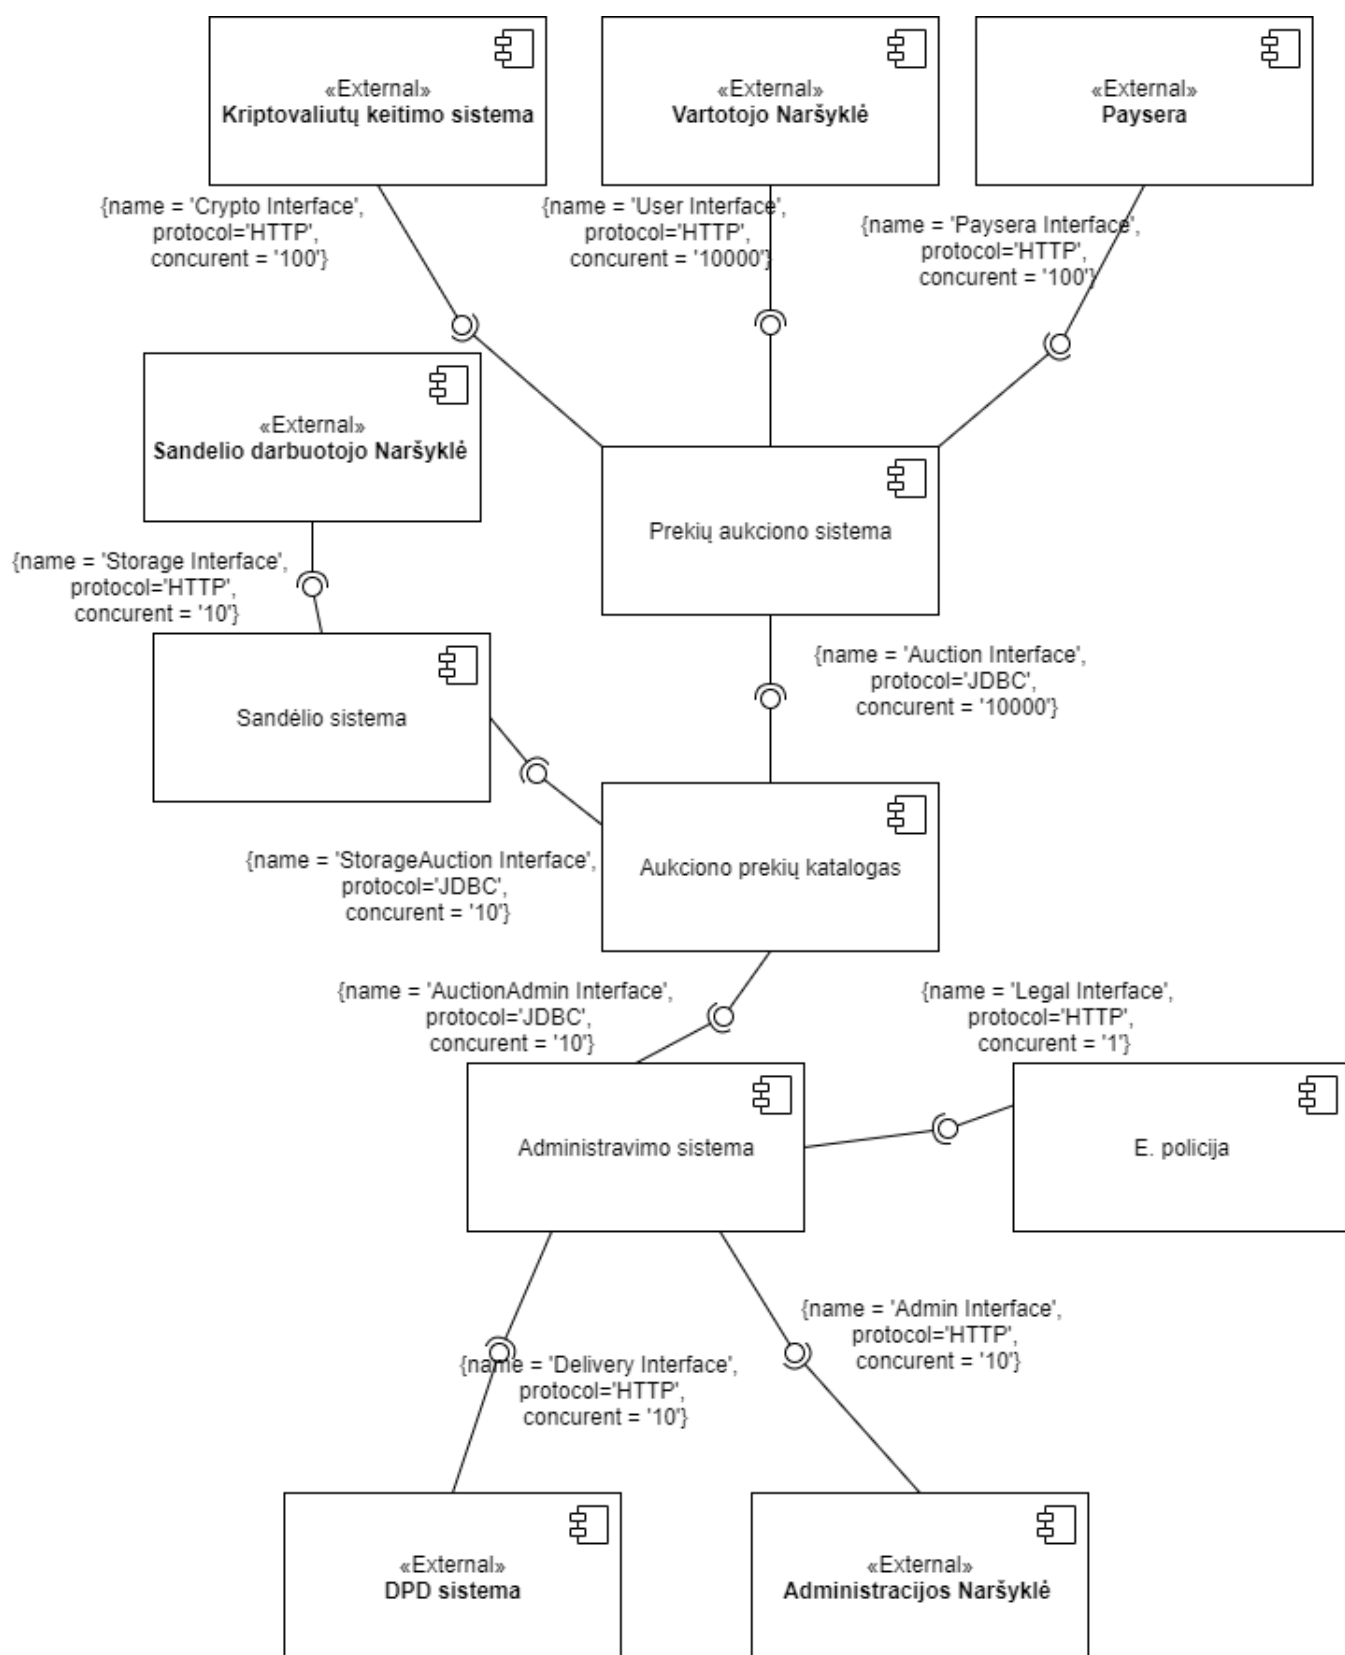 «External»
Kriptovaliutų keitimo sistema
«External»
Vartotojo Naršyklė
«External»
Paysera
{name = 'Crypto Interface',
protocol='HTTP',
concurent = '100'}
{name = 'User Interface',
protocol='HTTP',
concurent = '10000'}
{name = 'Paysera Interface',
protocol='HTTP',
concurent = '100'}
«External»
Sandelio darbuotojo Naršyklė
Prekių aukciono sistema
{name = 'Storage Interface',
protocol='HTTP',
concurent = '10'}
Sandėlio sistema
{name = 'Auction Interface',
protocol='JDBC',
concurent = '10000'}
{name = 'StorageAuction Interface',
protocol='JDBC',
concurent = '10'}
Aukciono prekių katalogas
{name = 'AuctionAdmin Interface',
protocol='JDBC',
concurent = '10'}
{name = 'Legal Interface',
protocol='HTTP',
concurent = '1'}
Administravimo sistema
E. policija
{name = 'Delivery Interface',
protocol='HTTP',
concurent = '10'}
{name = 'Admin Interface',
protocol='HTTP',
concurent = '10'}
«External»
DPD sistema
«External»
Administracijos Naršyklė